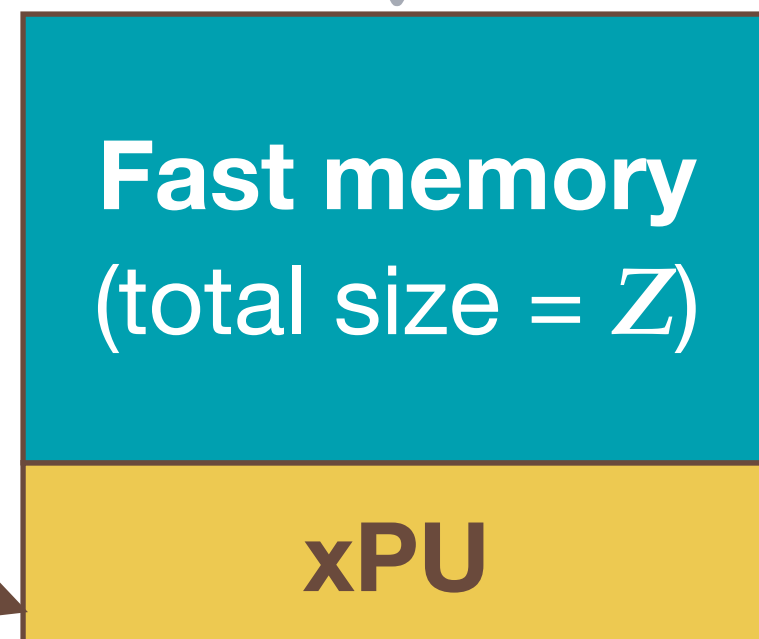 Fast memory
(total size = Z)
xPU